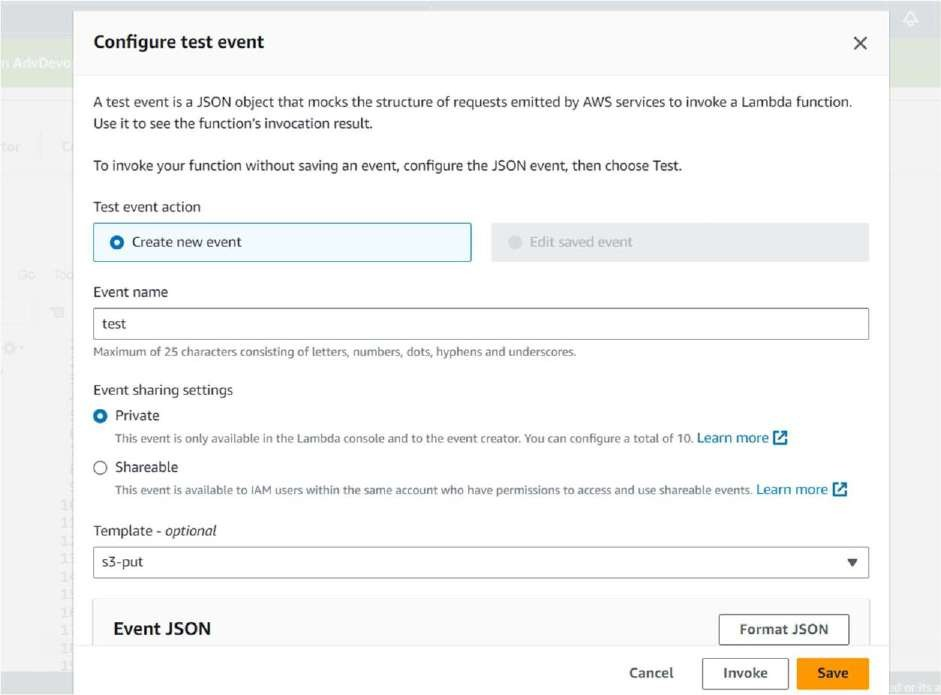 Configure test event
A test event is a JSON object that mocks the structure of requests emitted by AWS services to invoke a Lambda function.
Use it to see the function's invocation result.
To invoke your function without saving an event, configure the JSON event, then choose Test.
Test event action
Create new event
Edit saved event
Event name
test
Maximum of 25 characters consisting of letters, numbers, dots, hyphens and underscores.
Event sharing settings
Private
This event is only available in the Lambda console and to the event creator. You can configure a total of 10. Learn more
Shareable
This event is available to IAM users within the same account who have permissions to access and use shareable events. Learn more
Template - optional
s3-put
Event JSON
Format JSON
Cancel
Invoke
Save